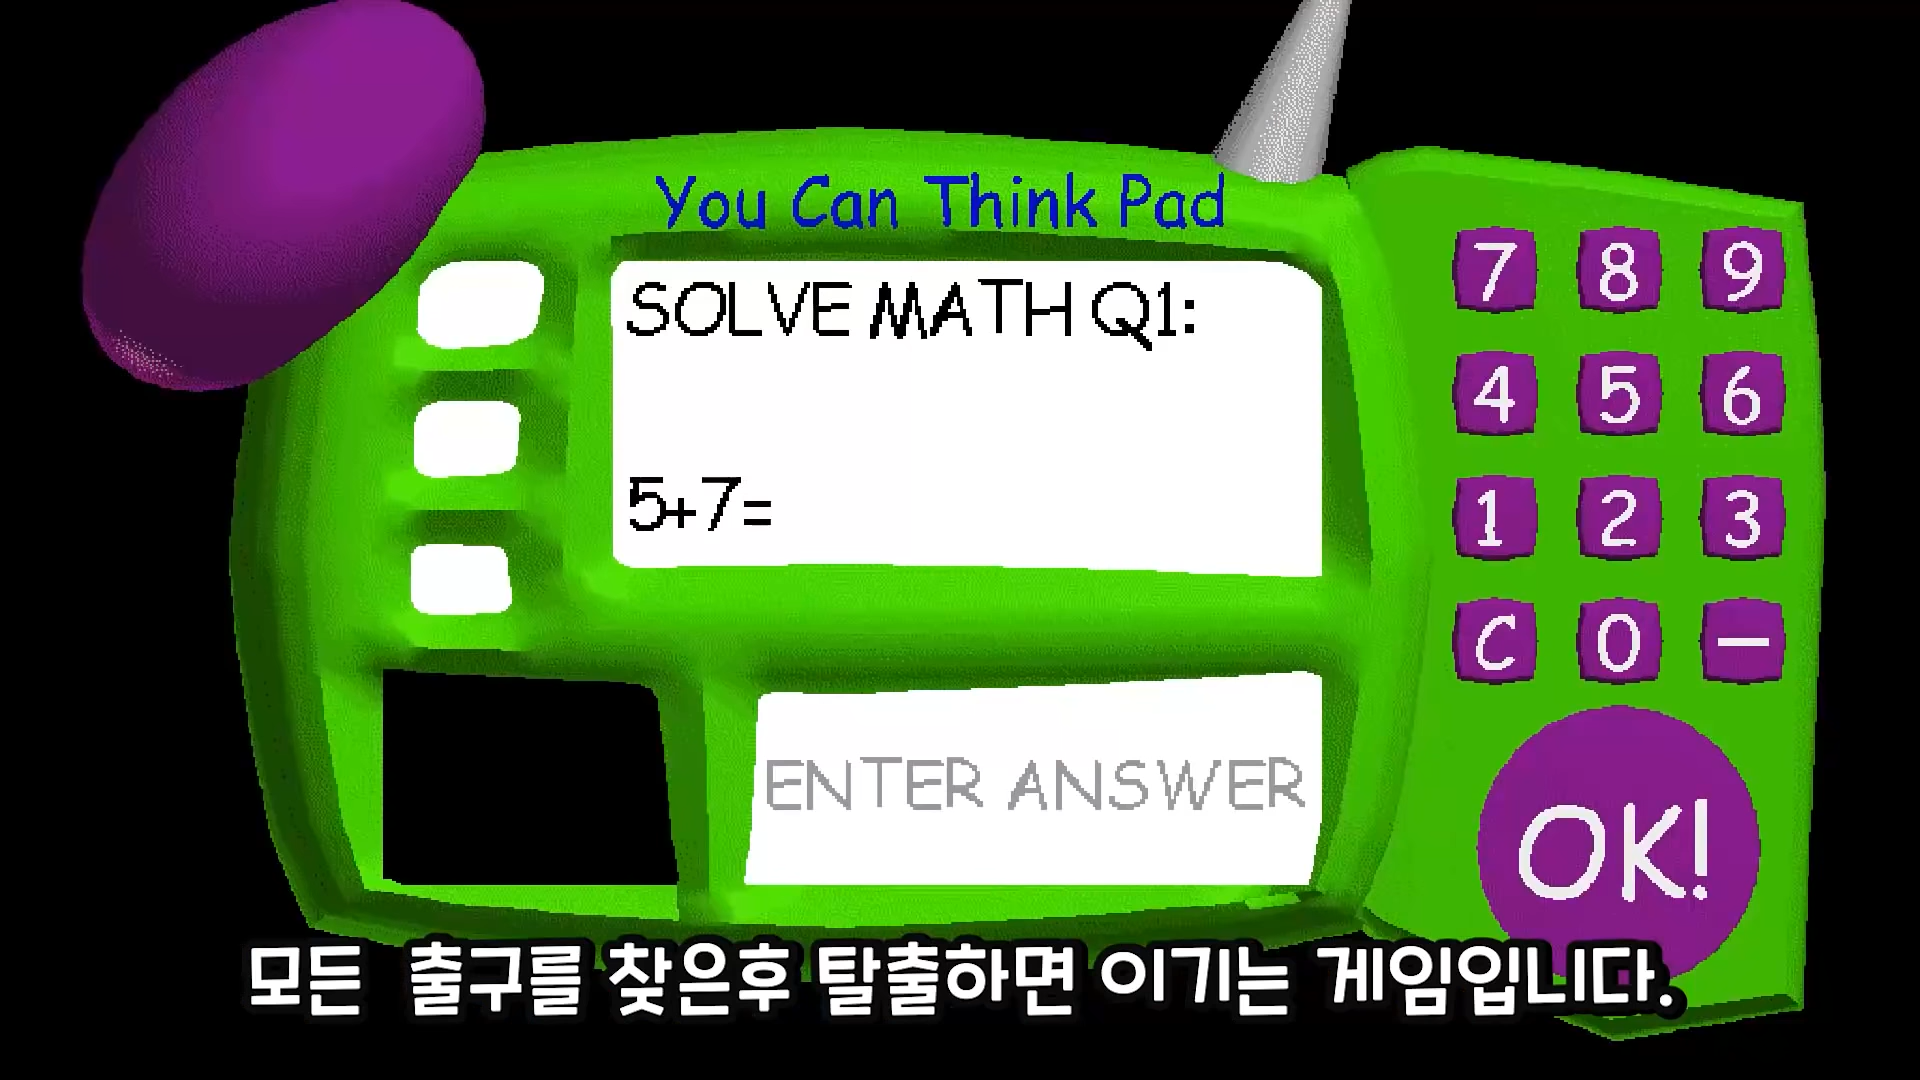 You Can Think Pad
SOLVE MATH Q1:
5+7=
7 8 9
4 5 6
1 2 3
C 0 –
ENTER ANSWER
OK!
모든 출구를 찾은후 탈출하면 이기는 게임입니다.